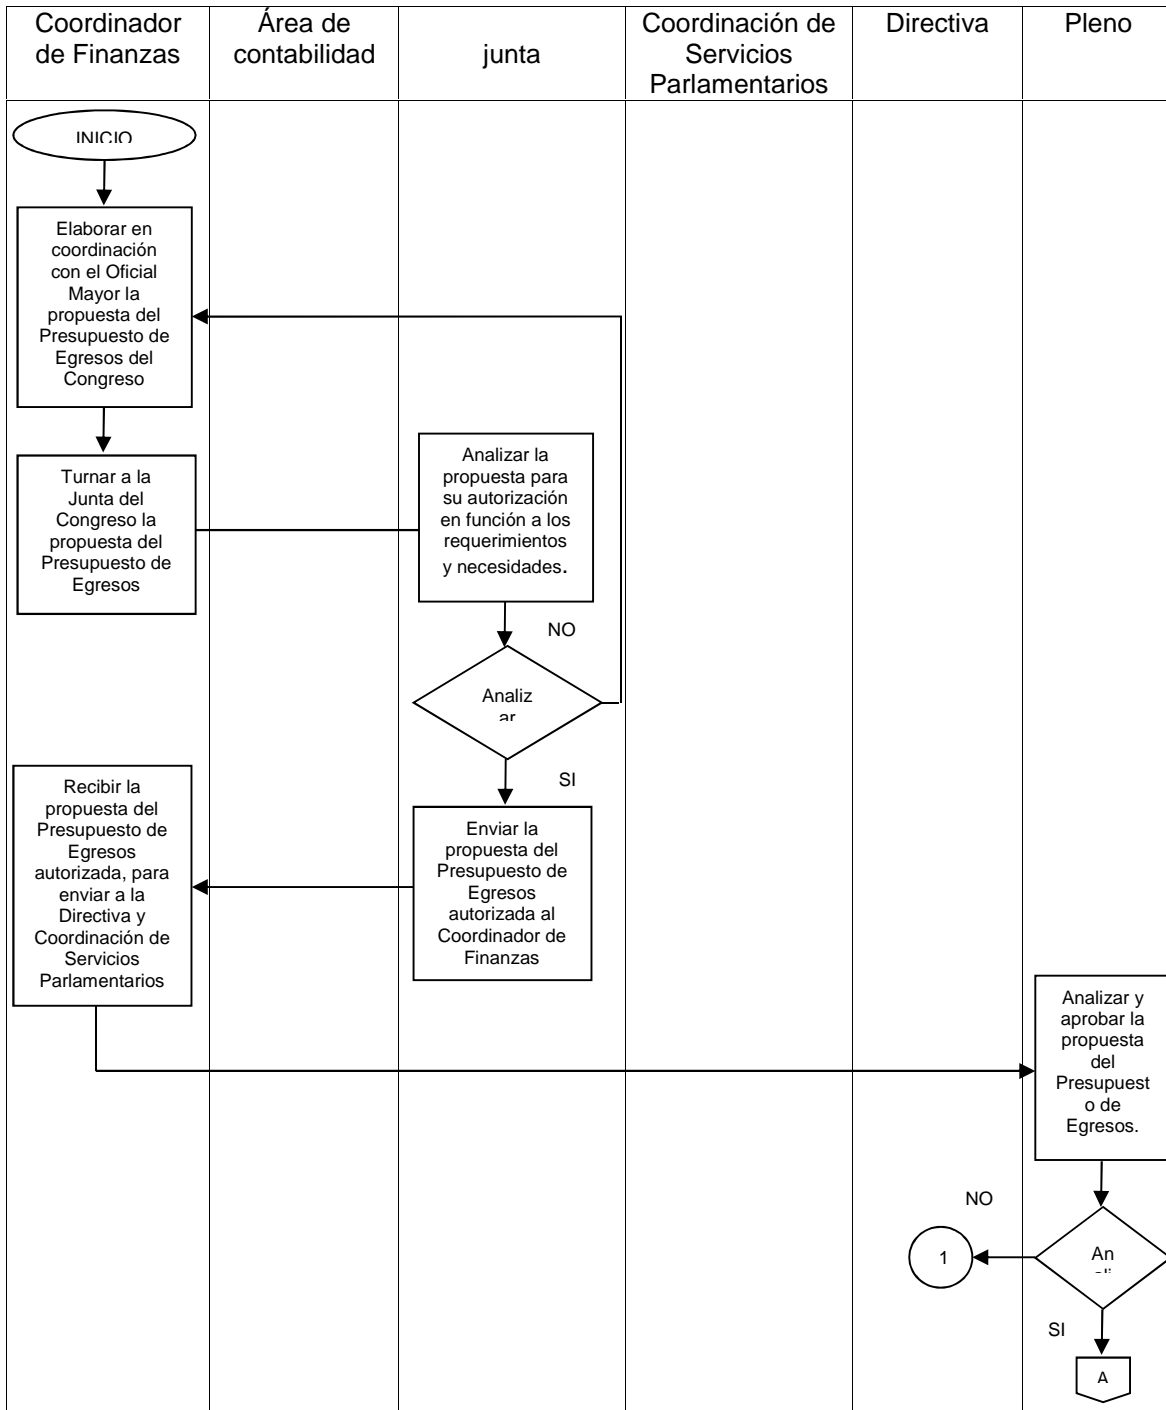 Coordinador
de Finanzas
Área de
contabilidad
junta
Coordinación de
Servicios
Parlamentarios
Directiva
Pleno
INICIO
Elaborar en
coordinación
con el Oficial
Mayor la
propuesta del
Presupuesto de
Egresos del
Congreso
Turnar a la
Junta del
Congreso la
propuesta del
Presupuesto de
Egresos
Analizar la
propuesta para
su autorización
en función a los
requerimientos
y necesidades.
NO
Analiz
ar
SI
Enviar la
propuesta del
Presupuesto de
Egresos
autorizada al
Coordinador de
Finanzas
Recibir la
propuesta del
Presupuesto de
Egresos
autorizada, para
enviar a la
Directiva y
Coordinación de
Servicios
Parlamentarios
Analizar y
aprobar la
propuesta
del
Presupuest
o de
Egresos.
NO
1
An
ali
SI
A